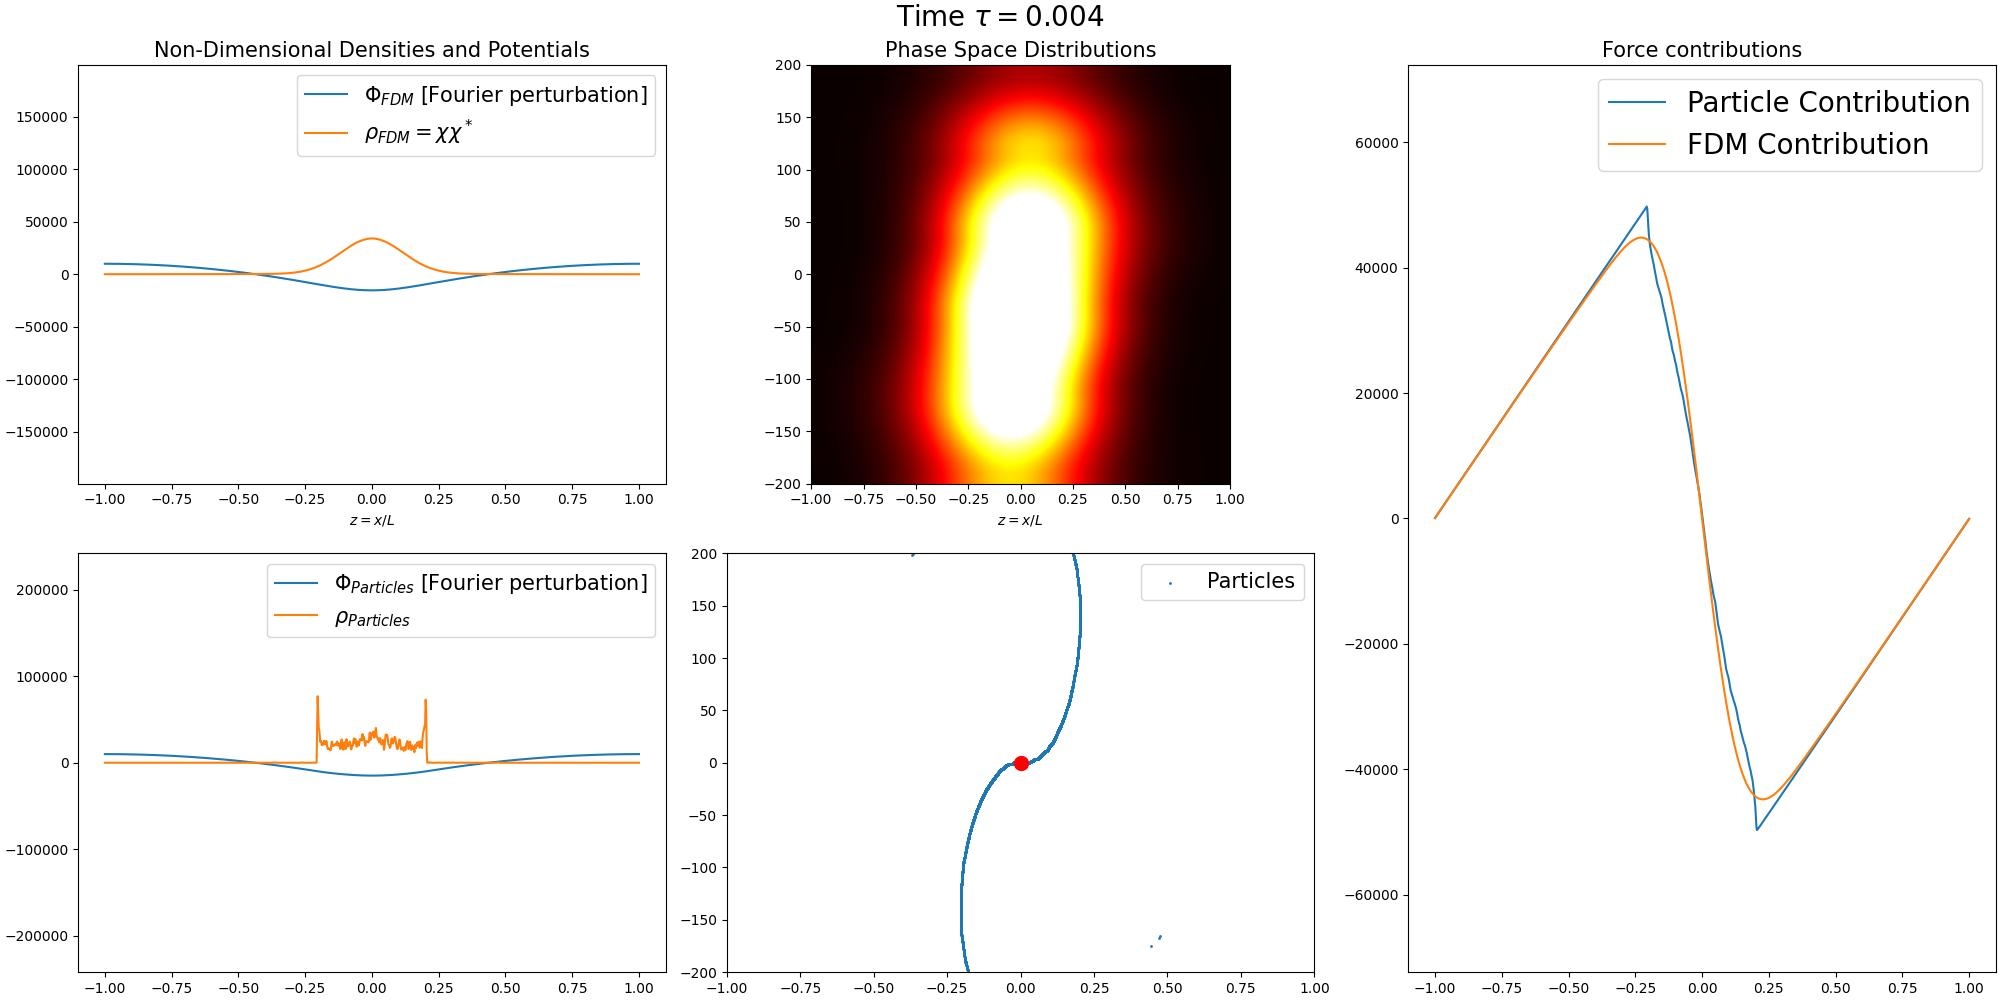 Time τ = 0.004
Non-Dimensional Densities and Potentials
Φ_FDM [Fourier perturbation]
ρ_FDM = χχ*
150000
100000
50000
0
−50000
−100000
−150000
−1.00 −0.75 −0.50 −0.25 0.00 0.25 0.50 0.75 1.00
z = x/L
Phase Space Distributions
200
150
100
50
0
−50
−100
−150
−200
−1.00 −0.75 −0.50 −0.25 0.00 0.25 0.50 0.75 1.00
z = x/L
Force contributions
Particle Contribution
FDM Contribution
60000
40000
20000
0
−20000
−40000
−60000
−1.00 −0.75 −0.50 −0.25 0.00 0.25 0.50 0.75 1.00
Φ_Particles [Fourier perturbation]
ρ_Particles
200000
100000
0
−100000
−200000
−1.00 −0.75 −0.50 −0.25 0.00 0.25 0.50 0.75 1.00
Particles
200
150
100
50
0
−50
−100
−150
−200
−1.00 −0.75 −0.50 −0.25 0.00 0.25 0.50 0.75 1.00